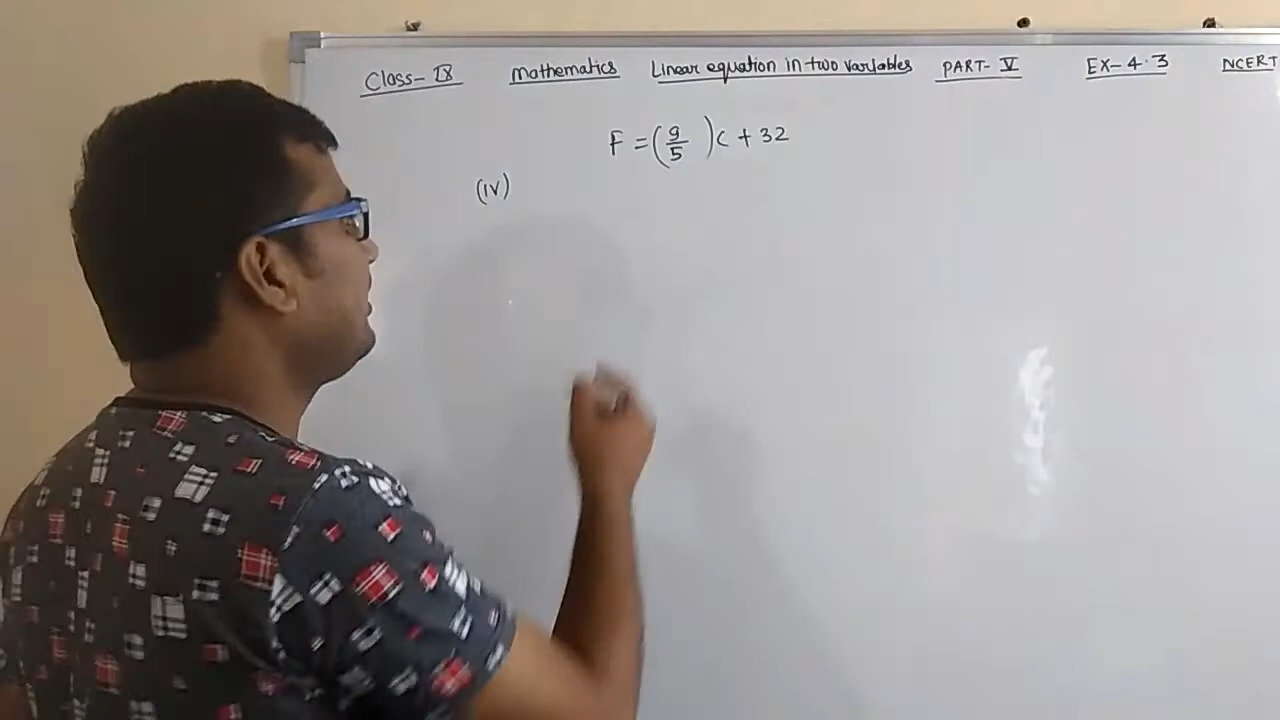 Class- IX Mathematics Linear equation in two variables PART- V EX- 4.3 NCERT
F = (9/5) C + 32
(iv)